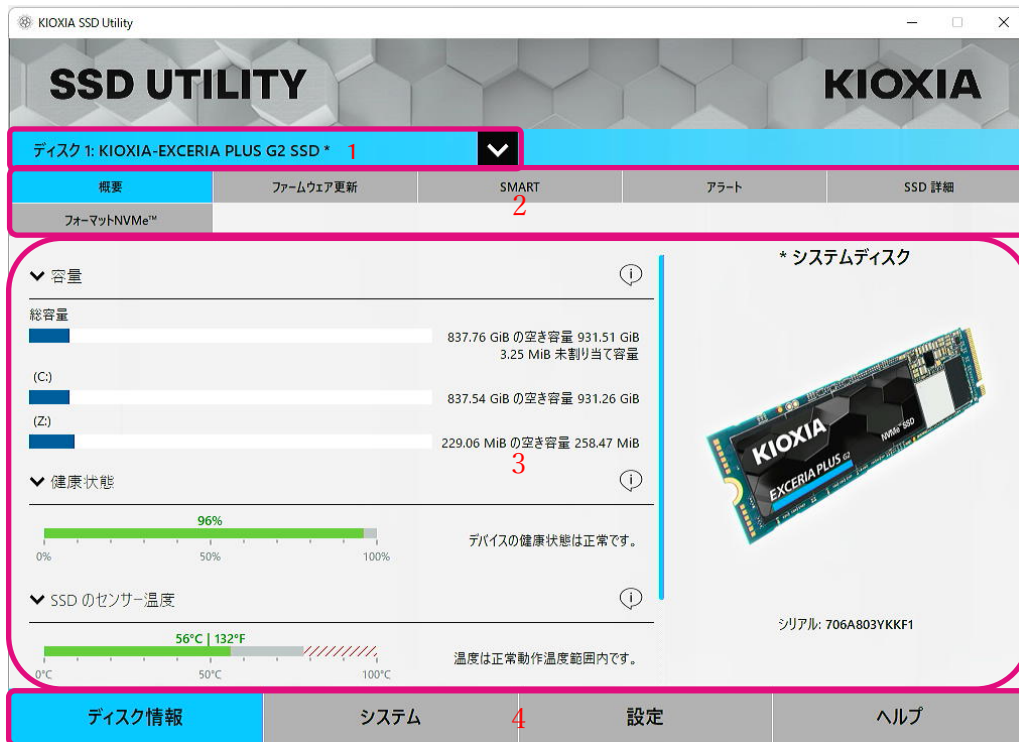 KIOXIA SSD Utility
SSD UTILITY
KIOXIA
ディスク 1: KIOXIA-EXCERIA PLUS G2 SSD *
1
概要
ファームウェア更新
SMART
アラート
SSD 詳細
2
フォーマットNVMe™
容量
総容量
837.76 GiB の空き容量 931.51 GiB
3.25 MiB 未割り当て容量
(C:)
837.54 GiB の空き容量 931.26 GiB
(Z:)
229.06 MiB の空き容量 258.47 MiB
3
健康状態
96%
0%
50%
100%
デバイスの健康状態は正常です。
SSD のセンサー温度
56°C | 132°F
0°C
50°C
100°C
温度は正常動作温度範囲内です。
* システムディスク
KIOXIA
NVMe™ SSD
EXCERIA PLUS G2
シリアル: 706A803YKKF1
ディスク情報
システム
4
設定
ヘルプ